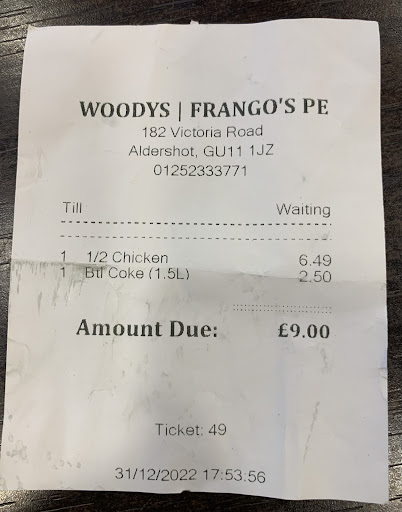 WOODYS | FRANGO'S PE
182 Victoria Road
Aldershot, GU11 1JZ
01252333771
Till Waiting
1 1/2 Chicken 6.49
1 Btl Coke (1.5L) 2.50
Amount Due: £9.00
Ticket: 49
31/12/2022 17:53:56